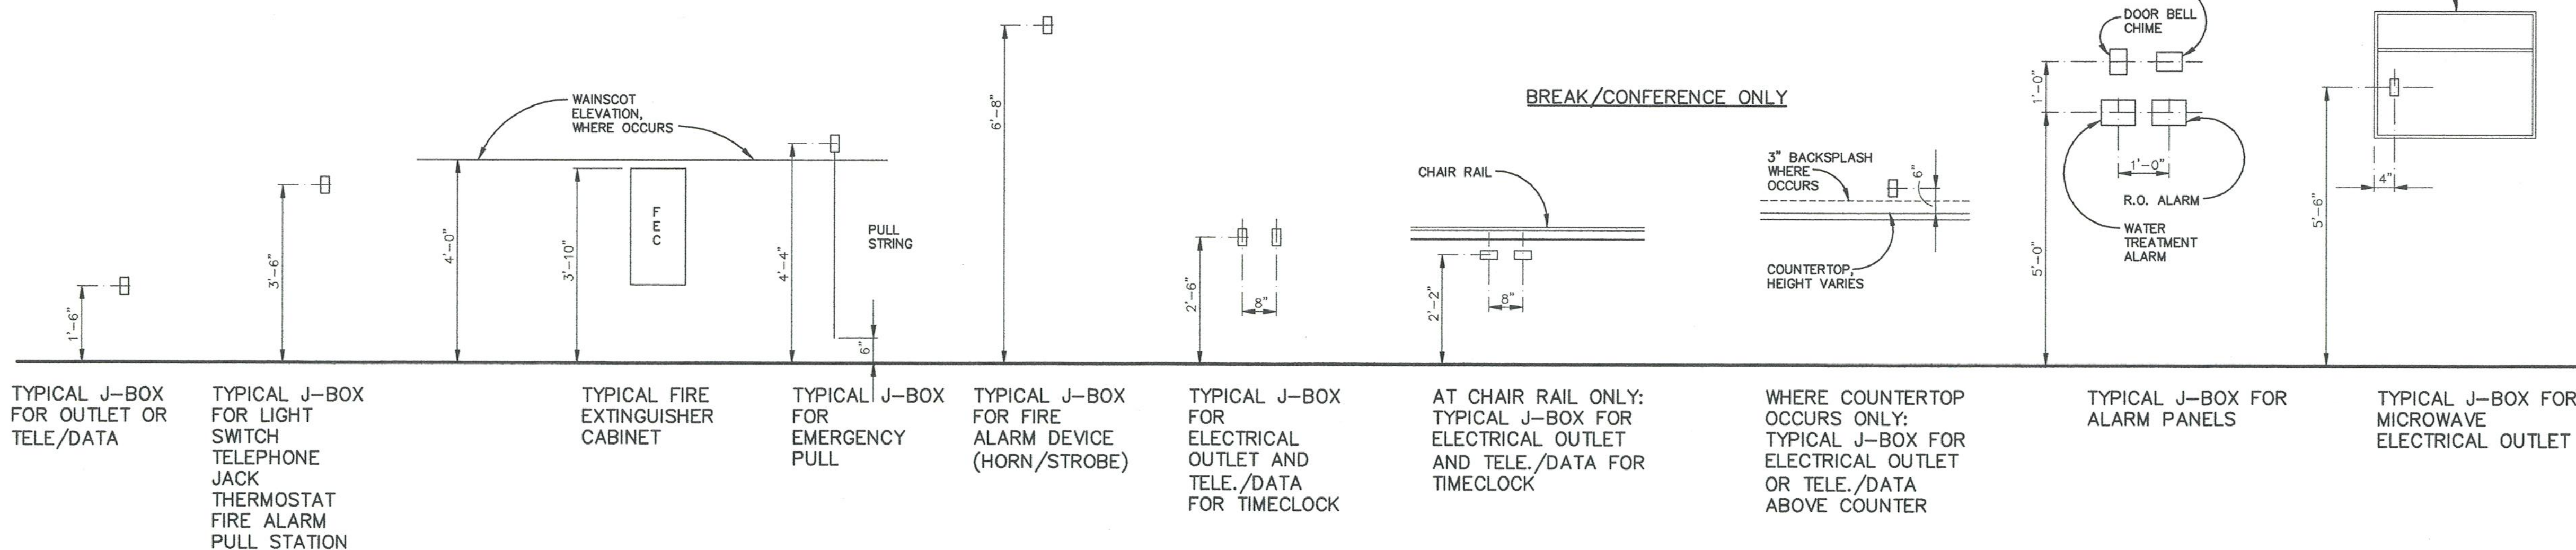 DOOR BELL
CHIME
1'-0"
BREAK/CONFERENCE ONLY
WAINSCOT
ELEVATION,
WHERE OCCURS
6'-8"
3" BACKSPLASH
WHERE
OCCURS
6"
CHAIR RAIL
1'-0"
4"
R.O. ALARM
WATER
TREATMENT
ALARM
F
E
C
PULL
STRING
1'-6"
3'-6"
4'-0"
3'-10"
4'-4"
6"
2'-6"
8"
2'-2"
8"
COUNTERTOP,
HEIGHT VARIES
5'-0"
5'-6"
TYPICAL J-BOX
FOR OUTLET OR
TELE/DATA
TYPICAL J-BOX
FOR LIGHT
SWITCH
TELEPHONE
JACK
THERMOSTAT
FIRE ALARM
PULL STATION
TYPICAL FIRE
EXTINGUISHER
CABINET
TYPICAL J-BOX
FOR
EMERGENCY
PULL
TYPICAL J-BOX
FOR FIRE
ALARM DEVICE
(HORN/STROBE)
TYPICAL J-BOX
FOR
ELECTRICAL
OUTLET AND
TELE./DATA
FOR TIMECLOCK
AT CHAIR RAIL ONLY:
TYPICAL J-BOX FOR
ELECTRICAL OUTLET
AND TELE./DATA FOR
TIMECLOCK
WHERE COUNTERTOP
OCCURS ONLY:
TYPICAL J-BOX FOR
ELECTRICAL OUTLET
OR TELE./DATA
ABOVE COUNTER
TYPICAL J-BOX FOR
ALARM PANELS
TYPICAL J-BOX FOR
MICROWAVE
ELECTRICAL OUTLET